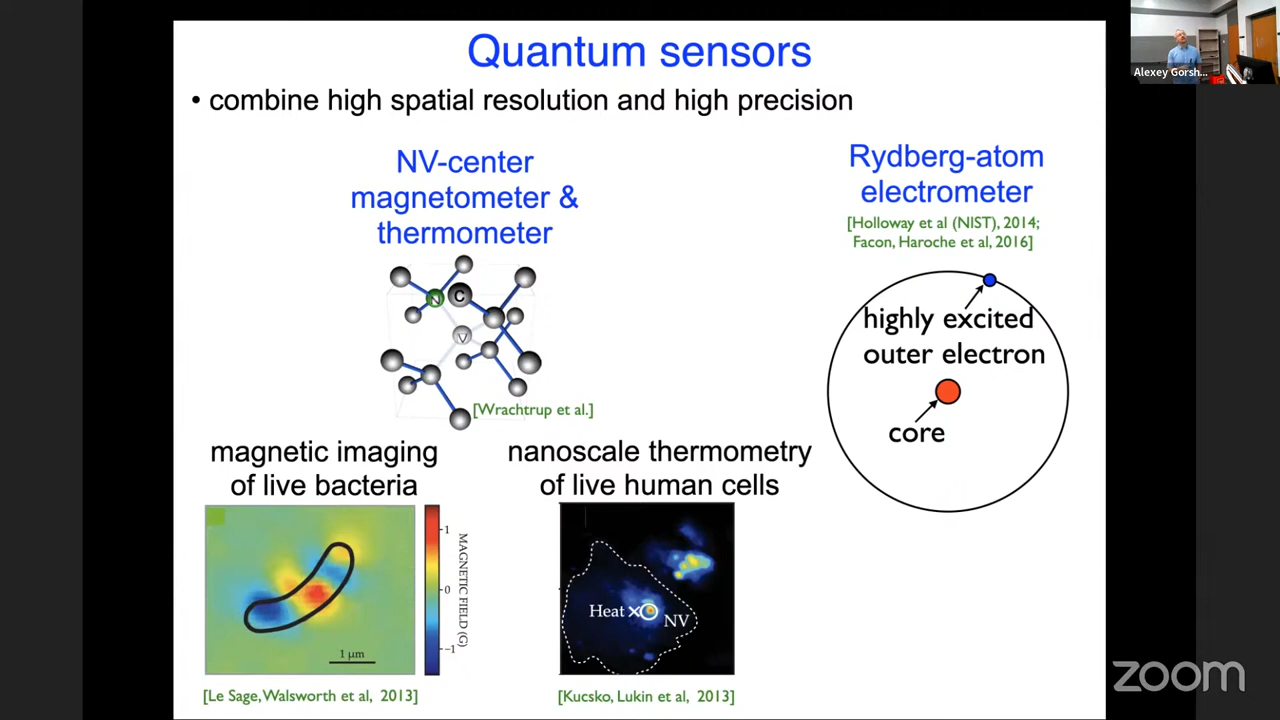 Quantum sensors
• combine high spatial resolution and high precision
NV-center
magnetometer &
thermometer
N
C
V
[Wrachtrup et al.]
magnetic imaging
of live bacteria
1
0
-1
MAGNETIC FIELD (G)
1 μm
[Le Sage, Walsworth et al, 2013]
nanoscale thermometry
of live human cells
Heat
NV
[Kucsko, Lukin et al, 2013]
Rydberg-atom
electrometer
[Holloway et al (NIST), 2014;
Facon, Haroche et al, 2016]
highly excited
outer electron
core
Alexey Gorsh...
zoom